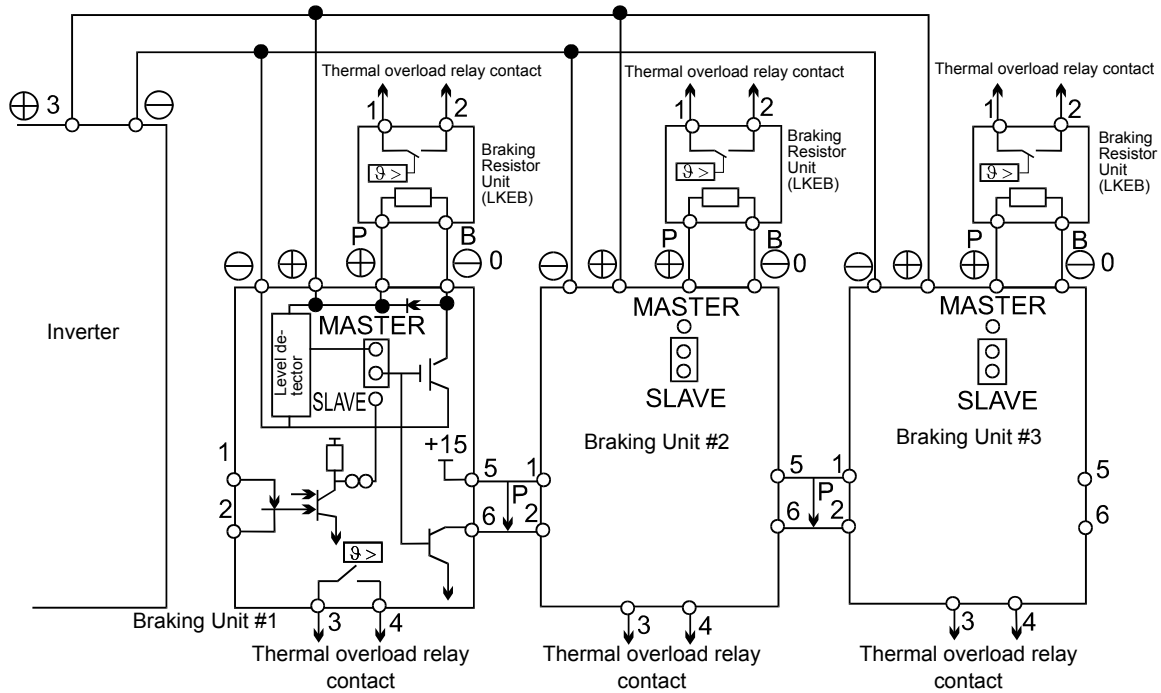 Thermal overload relay contact
Thermal overload relay contact
Thermal overload relay contact
⊕ 3 ⊖
1 2
1 2
1 2
Braking
Resistor
Unit
(LKEB)
Braking
Resistor
Unit
(LKEB)
Braking
Resistor
Unit
(LKEB)
ϑ >
ϑ >
ϑ >
P B
P B
P B
⊖ ⊕ ⊕ ⊖ 0
⊖ ⊕ ⊕ ⊖ 0
⊖ ⊕ ⊕ ⊖ 0
Inverter
MASTER
Level de-
tector
SLAVE
MASTER
SLAVE
Braking Unit #2
MASTER
SLAVE
Braking Unit #3
+15
1
2
5
6
P
1
2
5
6
P
1
2
5
6
ϑ >
Braking Unit #1
3 4
3 4
3 4
Thermal overload relay
contact
Thermal overload relay
contact
Thermal overload relay
contact